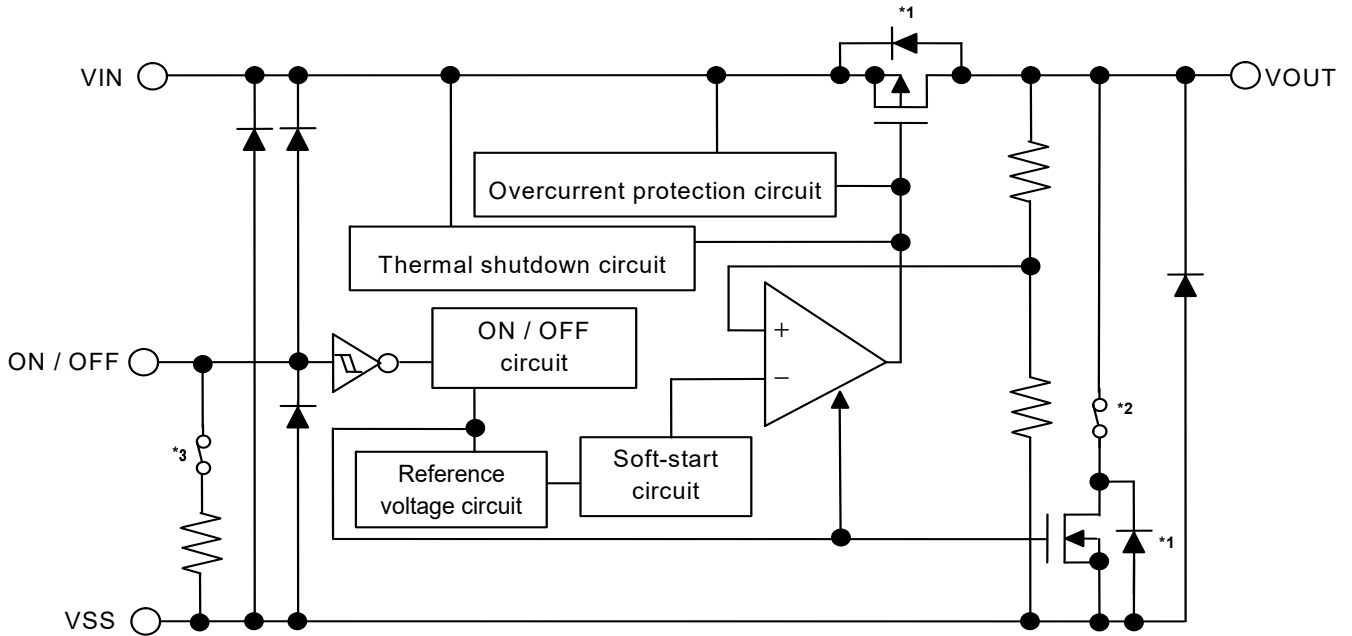 *1
VIN
VOUT
Overcurrent protection circuit
Thermal shutdown circuit
ON / OFF
circuit
+
−
ON / OFF
*2
*3
Reference
voltage circuit
Soft-start
circuit
*1
VSS